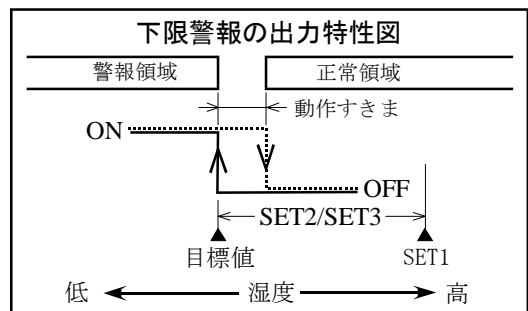 下限警報の出力特性図
警報領域 正常領域
動作すきま
ON
OFF
SET2/SET3
目標値 SET1
低 湿度 高